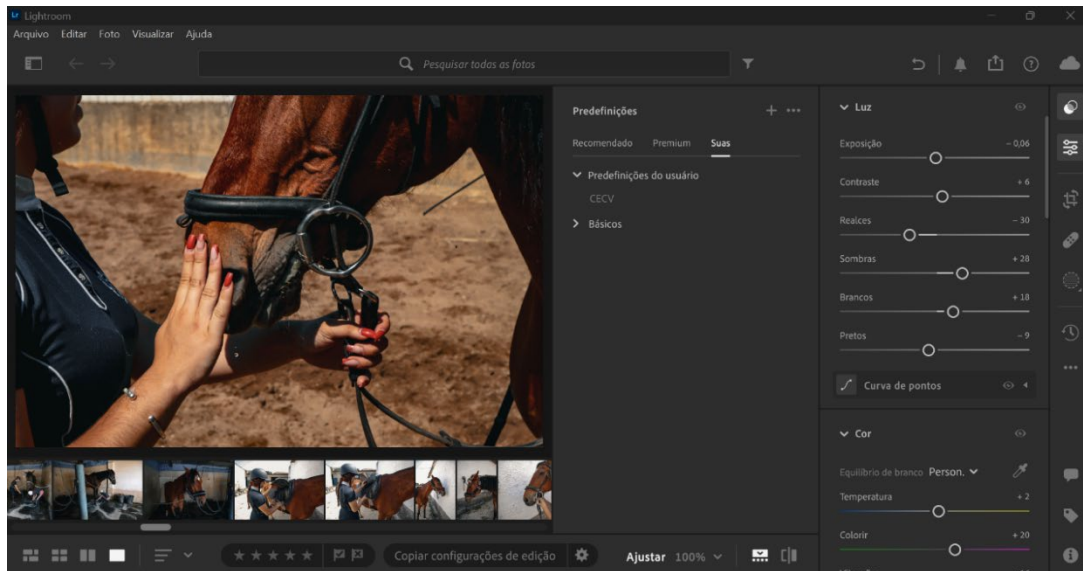 Lr Lightroom
Arquivo Editar Foto Visualizar Ajuda
Pesquisar todas as fotos
Predefinições
Recomendado Premium Suas
Predefinições do usuário
CECV
Básicos
Luz
Exposição − 0,06
Contraste + 6
Realces − 30
Sombras + 28
Brancos + 18
Pretos − 9
Curva de pontos
Cor
Equilíbrio de branco Person.
Temperatura + 2
Colorir + 20
Copiar configurações de edição
Ajustar 100%